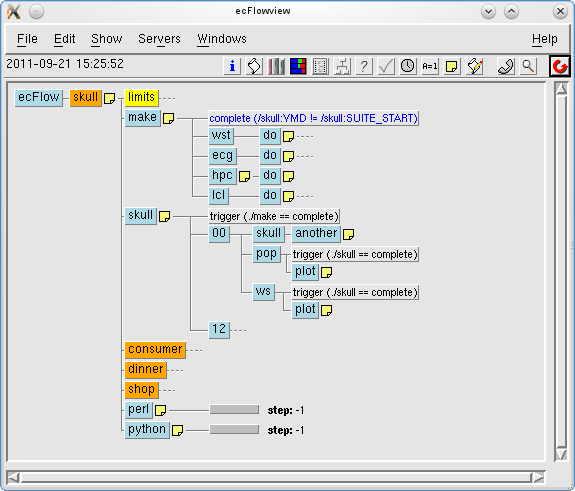 ecFlowview
File Edit Show Servers Windows Help
2011-09-21 15:25:52
i ? A=1
ecFlow skull limits
make complete (/skull:YMD != /skull:SUITE_START)
wst do
ecg do
hpc do
lcl do
skull trigger (./make == complete)
00 skull another
pop trigger (./skull == complete)
plot
ws trigger (./skull == complete)
plot
12
consumer
dinner
shop
perl step: -1
python step: -1